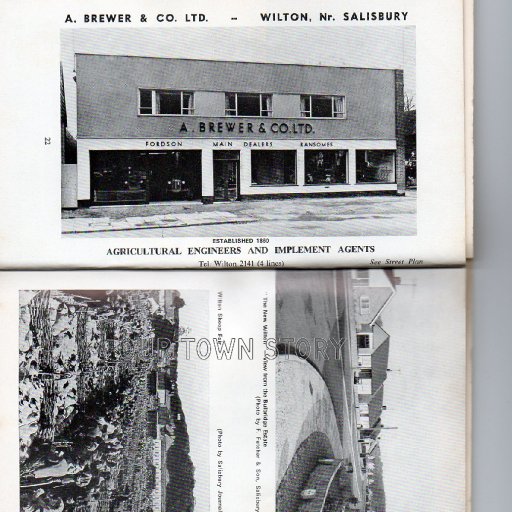 A. BREWER & CO. LTD. – WILTON, Nr. SALISBURY
A. BREWER & CO. LTD.
FORDSON MAIN DEALERS RANSOMES
22
ESTABLISHED 1880
AGRICULTURAL ENGINEERS AND IMPLEMENT AGENTS
Tel. Wilton 2141 (4 lines) See Street Plan
OUR TOWN STORY
"The New Wilton" View from the Bulbridge Estate
(Photo by F. Futcher & Son, Salisbury
Wilton Sheep Fair
(Photo by Salisbury Journal